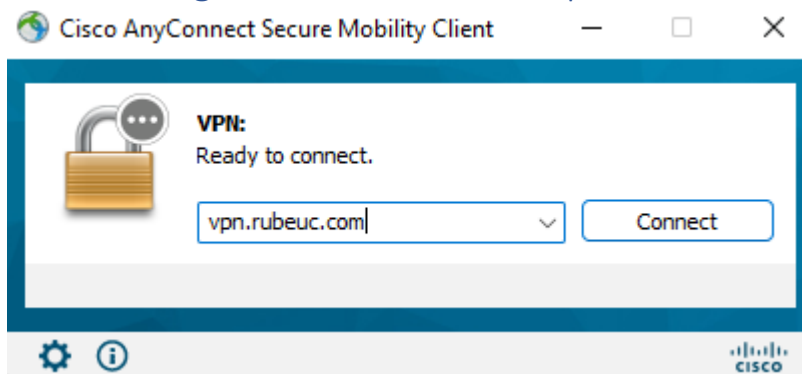 Cisco AnyConnect Secure Mobility Client
VPN:
Ready to connect.
vpn.rubeuc.com
Connect
CISCO